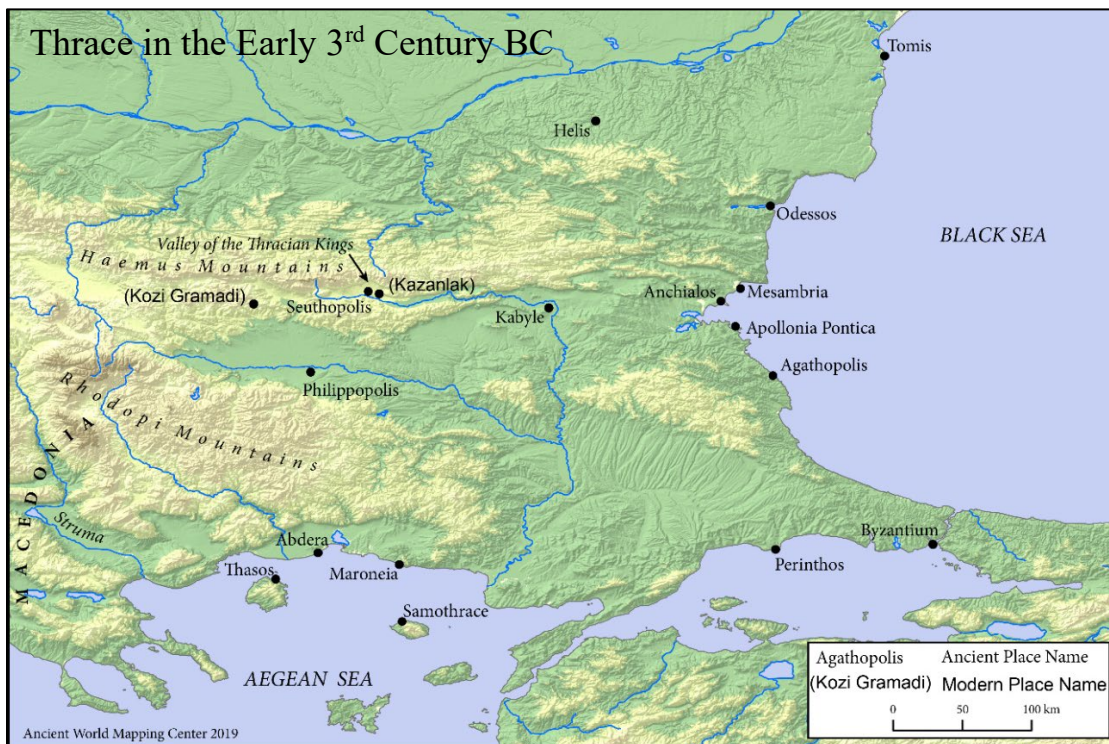 Thrace in the Early 3rd Century BC
Tomis
Helis
Odessos
BLACK SEA
Valley of the Thracian Kings
Haemus Mountains
(Kazanlak)
(Kozi Gramadi)
Seuthopolis
Kabyle
Anchialos
Mesambria
Apollonia Pontica
Agathopolis
Philippopolis
Rhodopi Mountains
MACEDONIA
Struma
Abdera
Maroneia
Thasos
Samothrace
Byzantium
Perinthos
AEGEAN SEA
Agathopolis Ancient Place Name
(Kozi Gramadi) Modern Place Name
0 50 100 km
Ancient World Mapping Center 2019